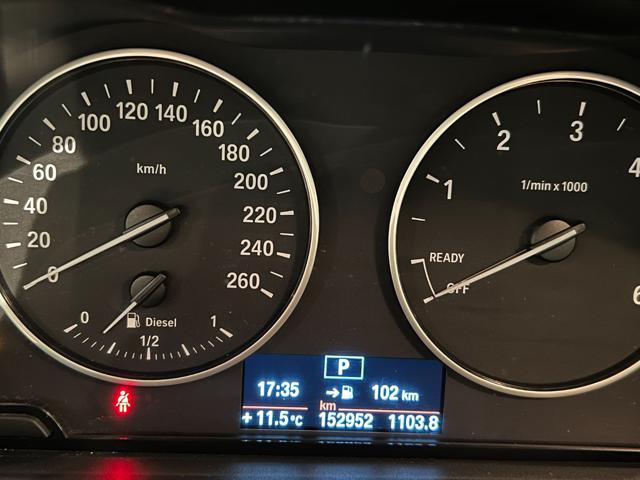 0 20 40 60 80 100 120 140 160 180 200 220 240 260
km/h
0 1/2 1
Diesel
1 2 3 4 6
1/min x 1000
READY
OFF
P
17:35 102 km
km
+11.5°C 152952 1103.8